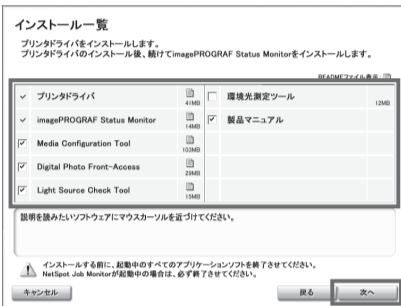 インストール一覧
プリンタドライバをインストールします。
プリンタドライバのインストール後、続けてimagePROGRAF Status Monitorをインストールします。
READMEファイル表示:
プリンタドライバ
41MB
imagePROGRAF Status Monitor
14MB
Media Configuration Tool
103MB
Digital Photo Front-Access
29MB
Light Source Check Tool
15MB
環境光測定ツール
12MB
製品マニュアル
説明を読みたいソフトウェアにマウスカーソルを近づけてください。
インストールする前に、起動中のすべてのアプリケーションソフトを終了させてください。
NetSpot Job Monitorが起動中の場合は、必ず終了させてください。
キャンセル
戻る
次へ